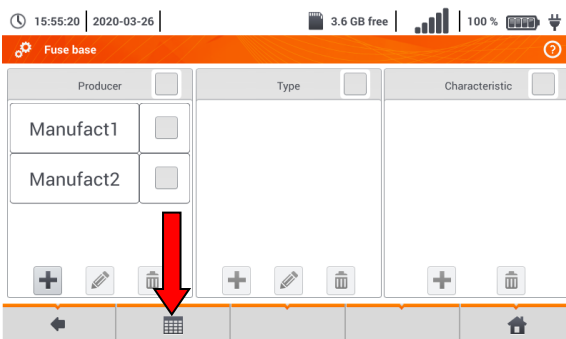 15:55:20 2020-03-26 3.6 GB free 100 %
Fuse base ?
Producer Type Characteristic
Manufact1
Manufact2